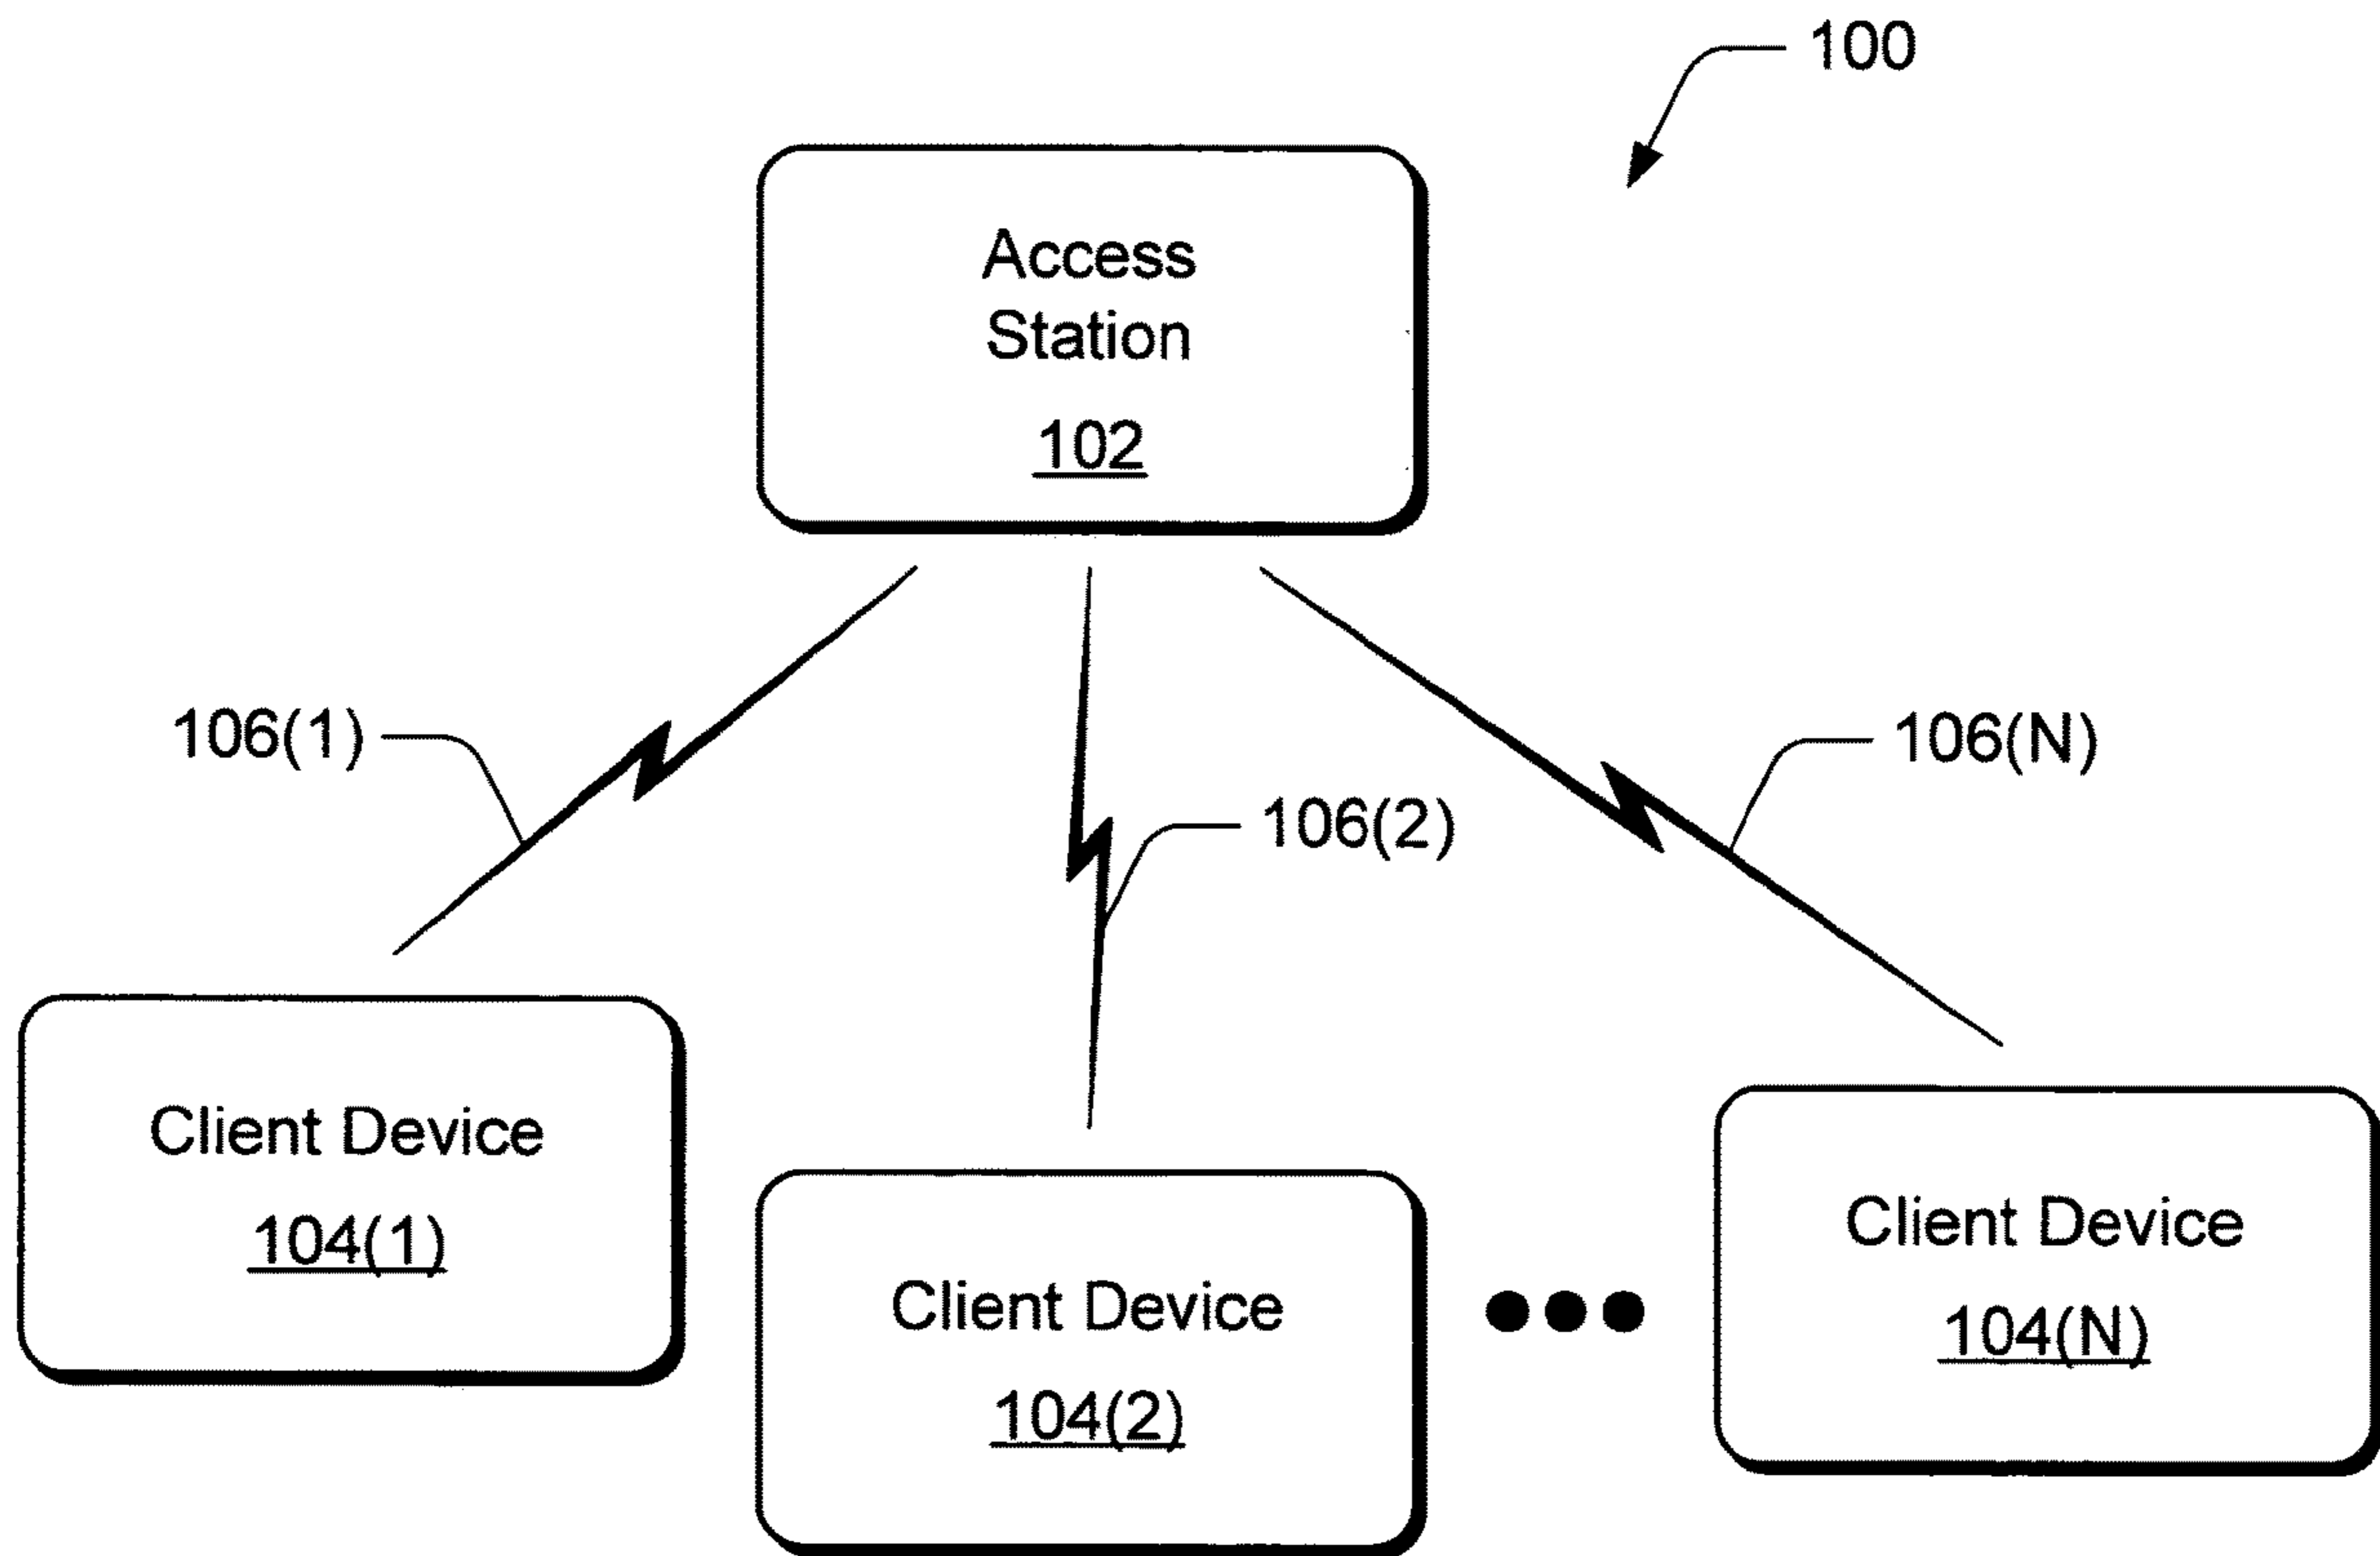 100
Access
Station
102
106(1)
106(N)
106(2)
Client Device
104(1)
Client Device
104(N)
Client Device
104(2)